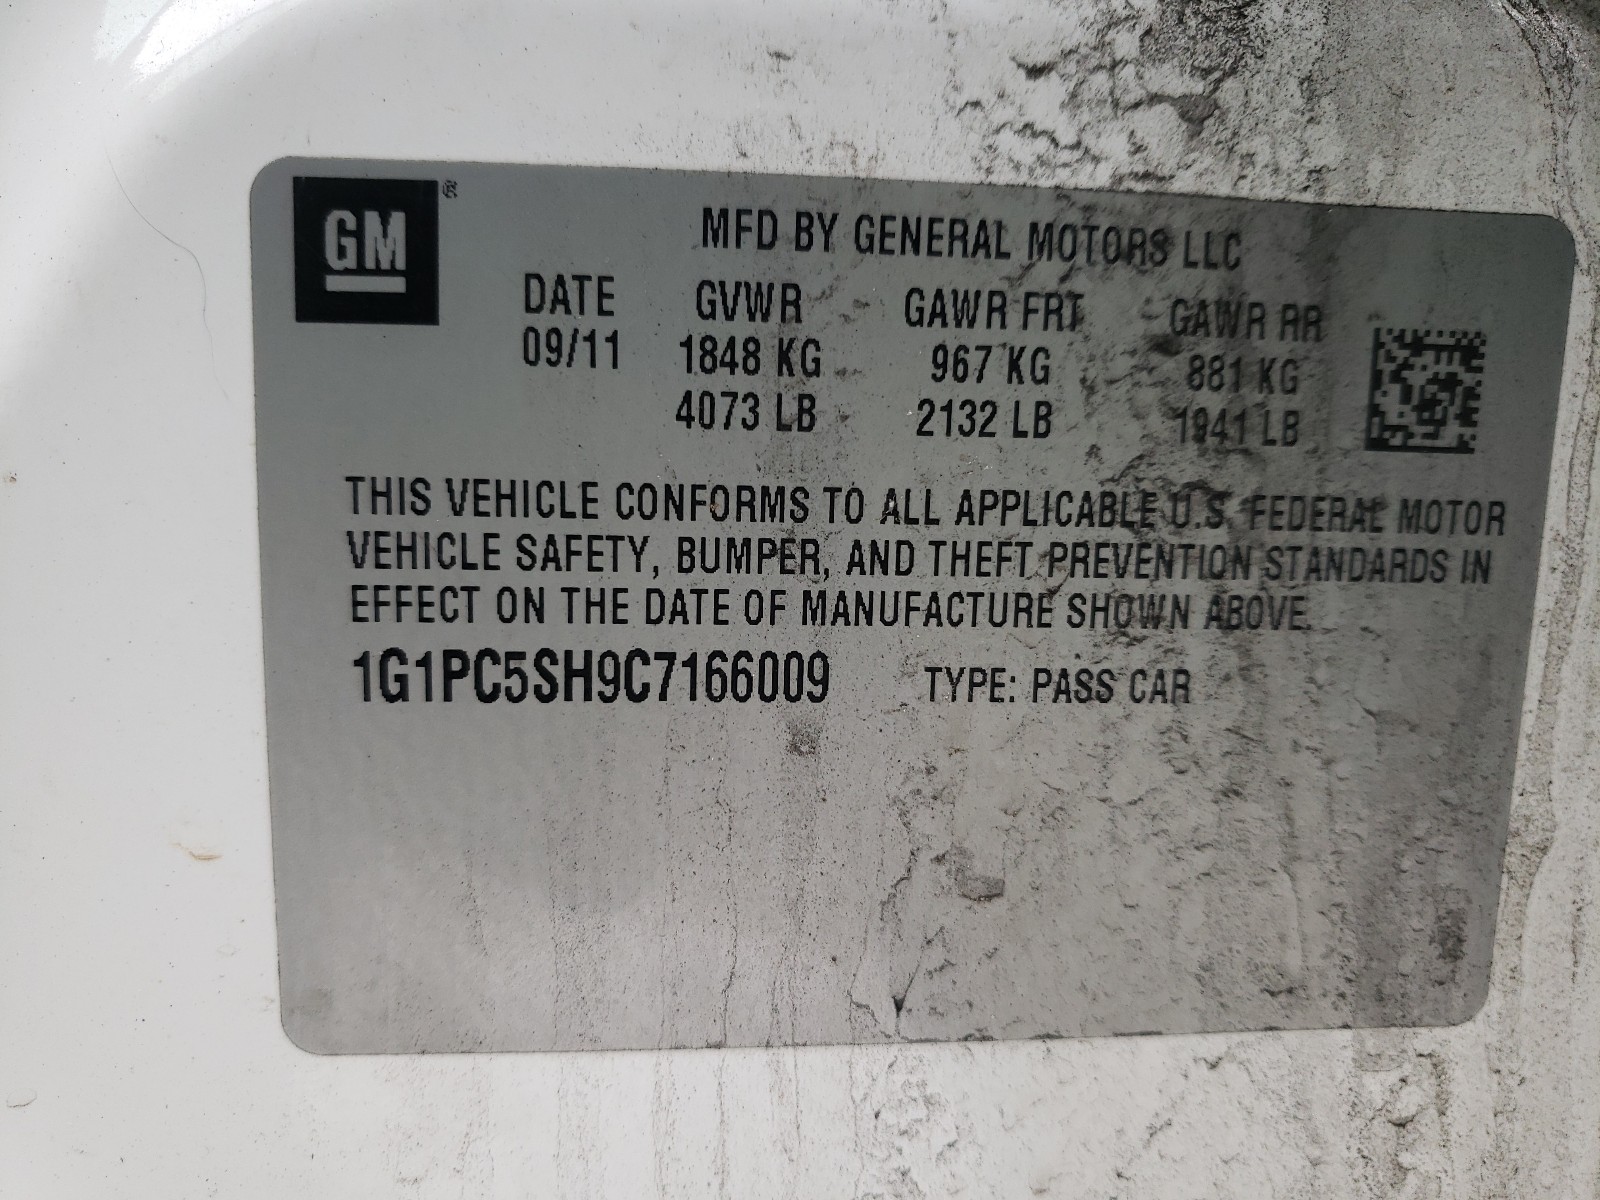 GM ®
MFD BY GENERAL MOTORS LLC
DATE GVWR GAWR FRT GAWR RR
09/11 1848 KG 967 KG 881 KG
4073 LB 2132 LB 1941 LB
THIS VEHICLE CONFORMS TO ALL APPLICABLE U.S. FEDERAL MOTOR
VEHICLE SAFETY, BUMPER, AND THEFT PREVENTION STANDARDS IN
EFFECT ON THE DATE OF MANUFACTURE SHOWN ABOVE.
1G1PC5SH9C7166009 TYPE: PASS CAR